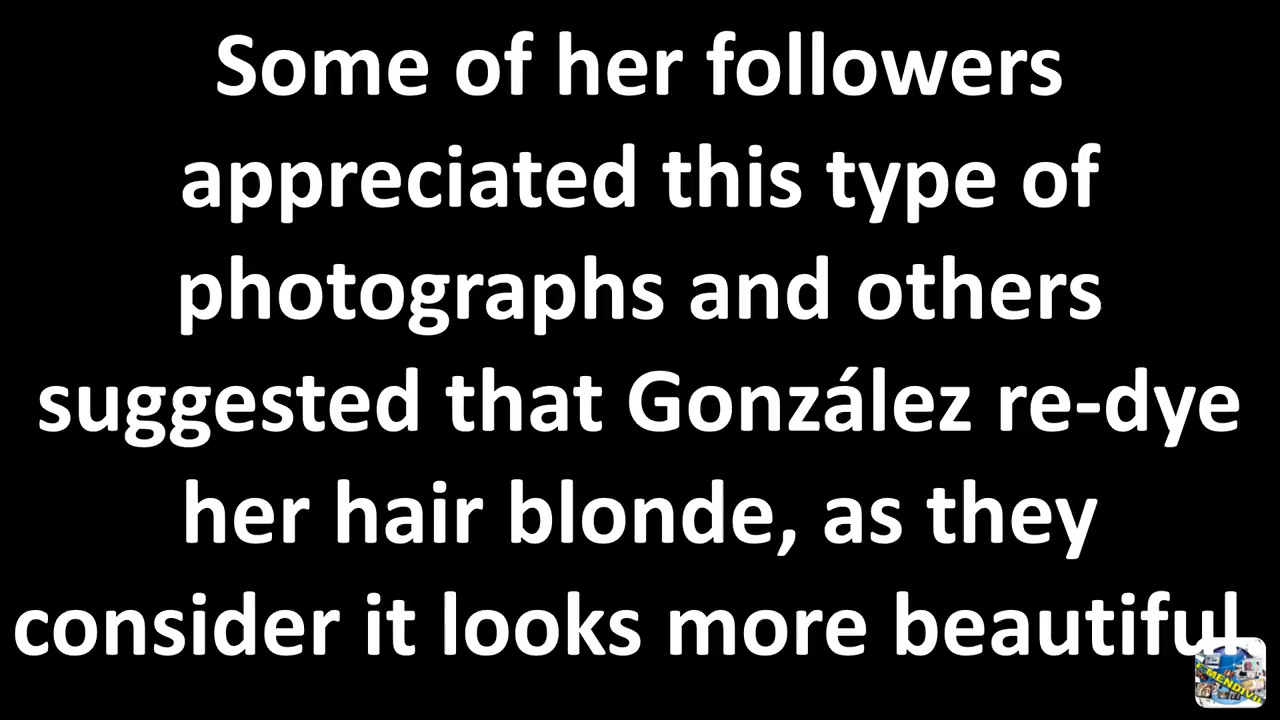 Some of her followers
appreciated this type of
photographs and others
suggested that González re-dye
her hair blonde, as they
consider it looks more beautiful.
E-MENDIVIL